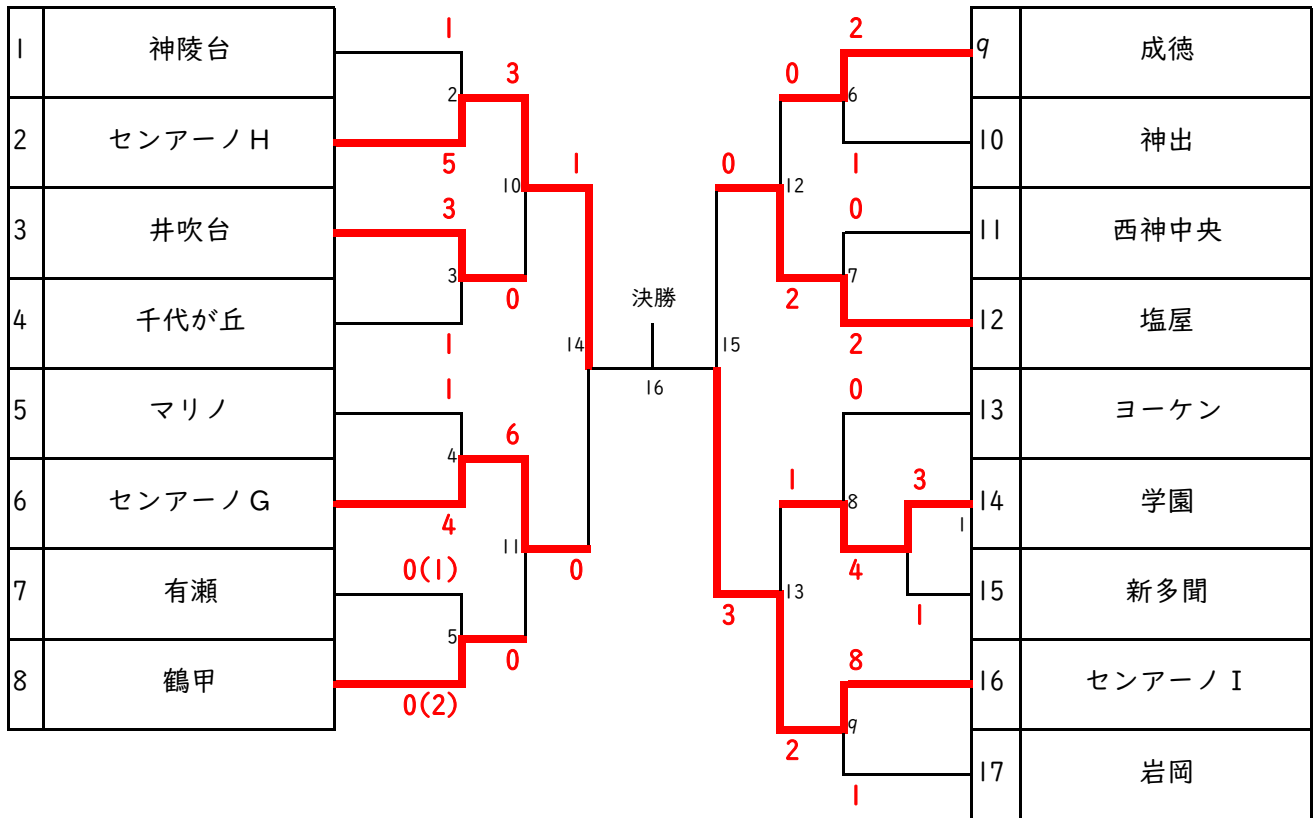 1 神陵台
2 センアーノ H
3 井吹台
4 千代が丘
5 マリノ
6 センアーノ G
7 有瀬
8 鶴甲
1
2
5
3
3
1
1
4
4
0(1)
5
0(2)
3
10
0
6
11
0
1
14
0
決勝
16
0
15
3
0
12
2
1
13
2
2
6
1
0
7
2
0
8
4
3
1
1
8
9
1
9 成徳
10 神出
11 西神中央
12 塩屋
13 ヨーケン
14 学園
15 新多聞
16 センアーノ I
17 岩岡